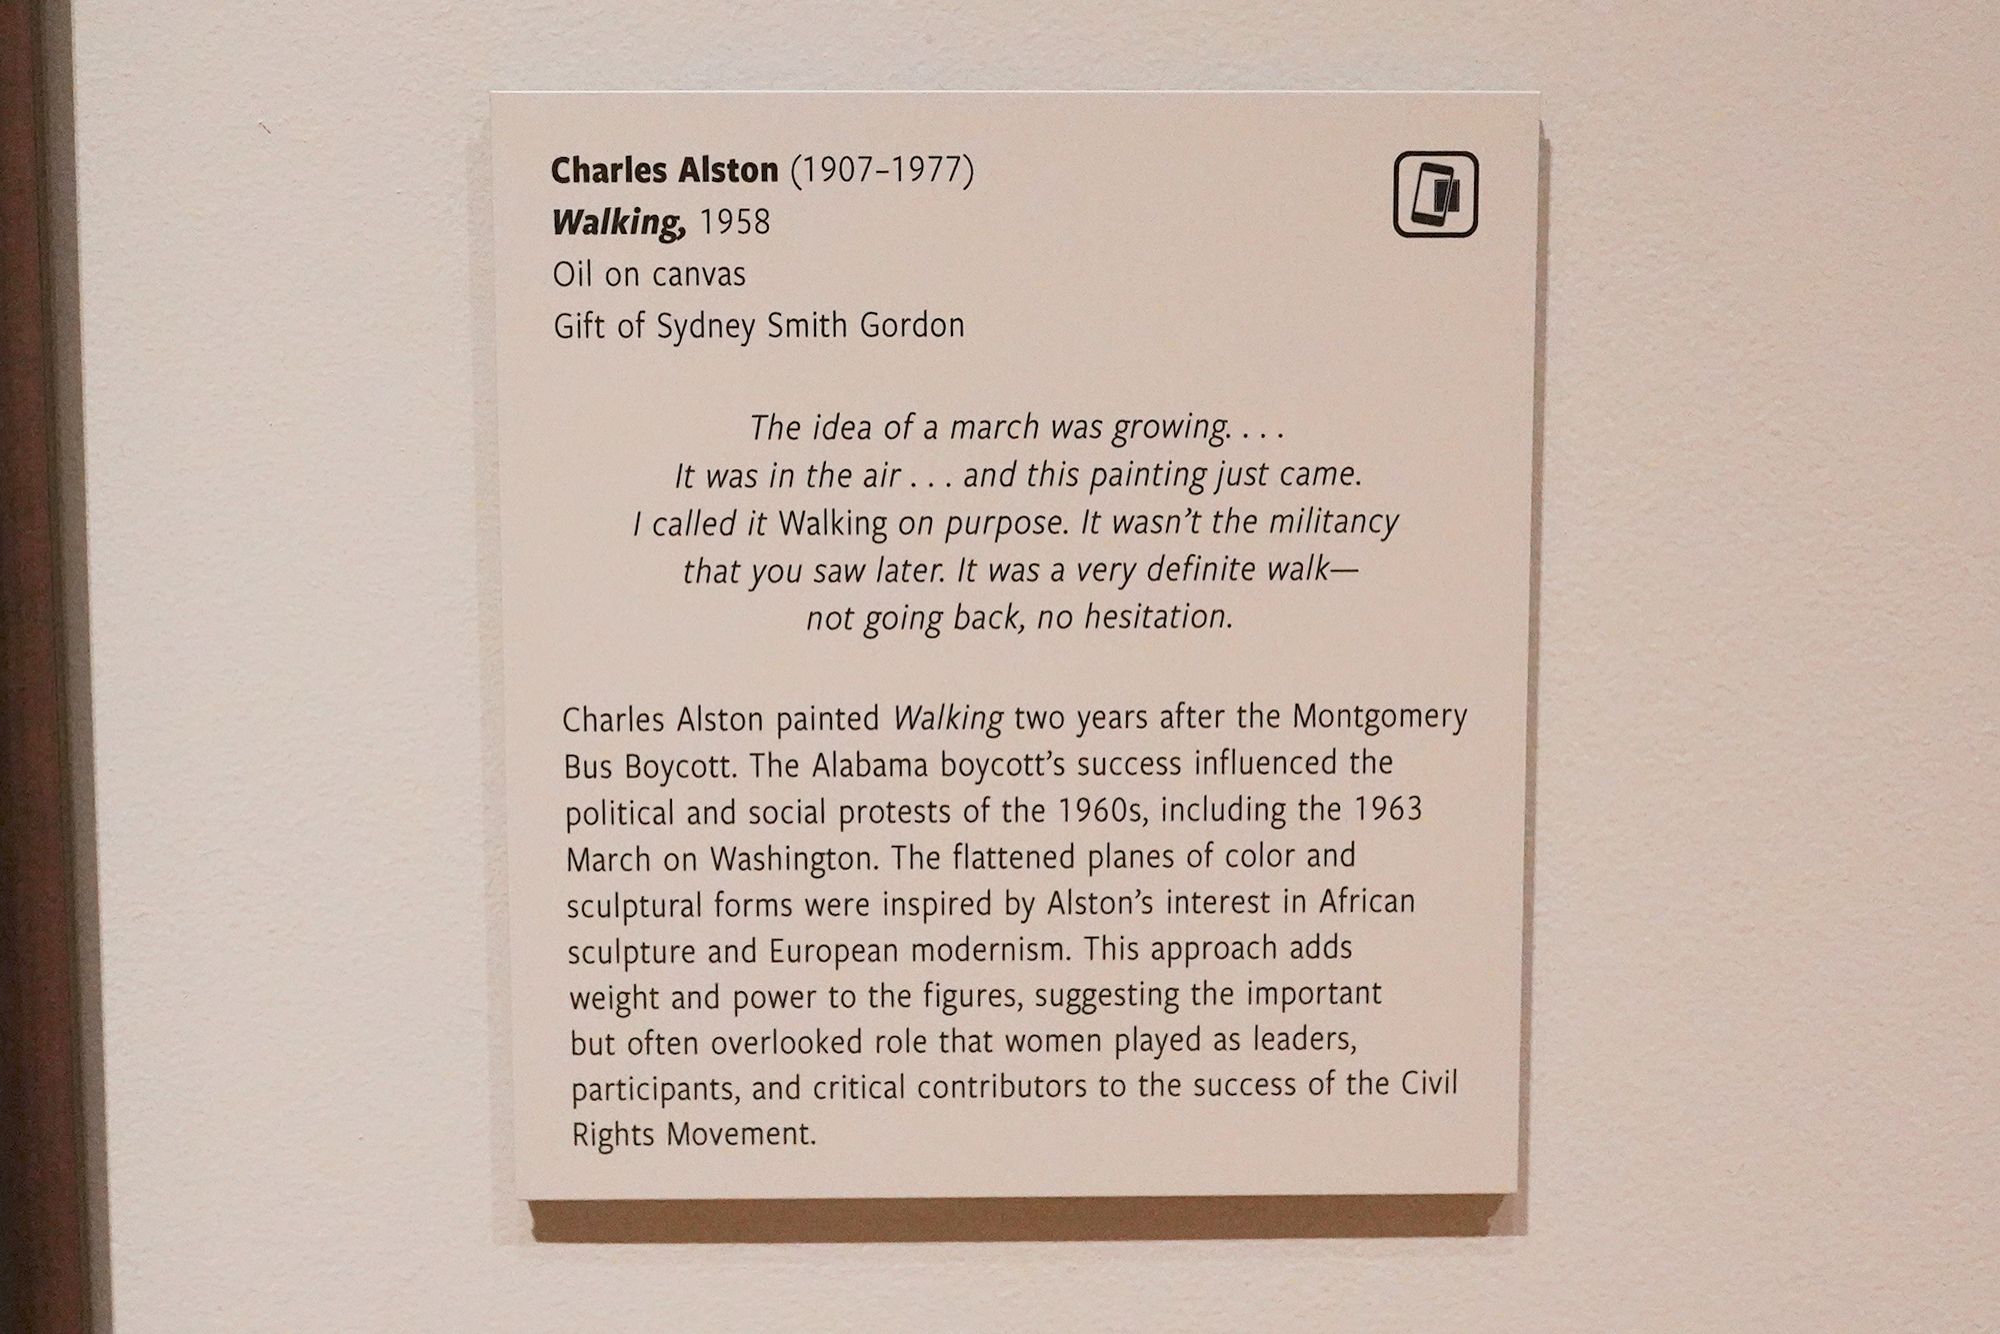 Charles Alston (1907–1977)
Walking, 1958
Oil on canvas
Gift of Sydney Smith Gordon
The idea of a march was growing. . . .
It was in the air . . . and this painting just came.
I called it Walking on purpose. It wasn’t the militancy
that you saw later. It was a very definite walk—
not going back, no hesitation.
Charles Alston painted Walking two years after the Montgomery
Bus Boycott. The Alabama boycott’s success influenced the
political and social protests of the 1960s, including the 1963
March on Washington. The flattened planes of color and
sculptural forms were inspired by Alston’s interest in African
sculpture and European modernism. This approach adds
weight and power to the figures, suggesting the important
but often overlooked role that women played as leaders,
participants, and critical contributors to the success of the Civil
Rights Movement.